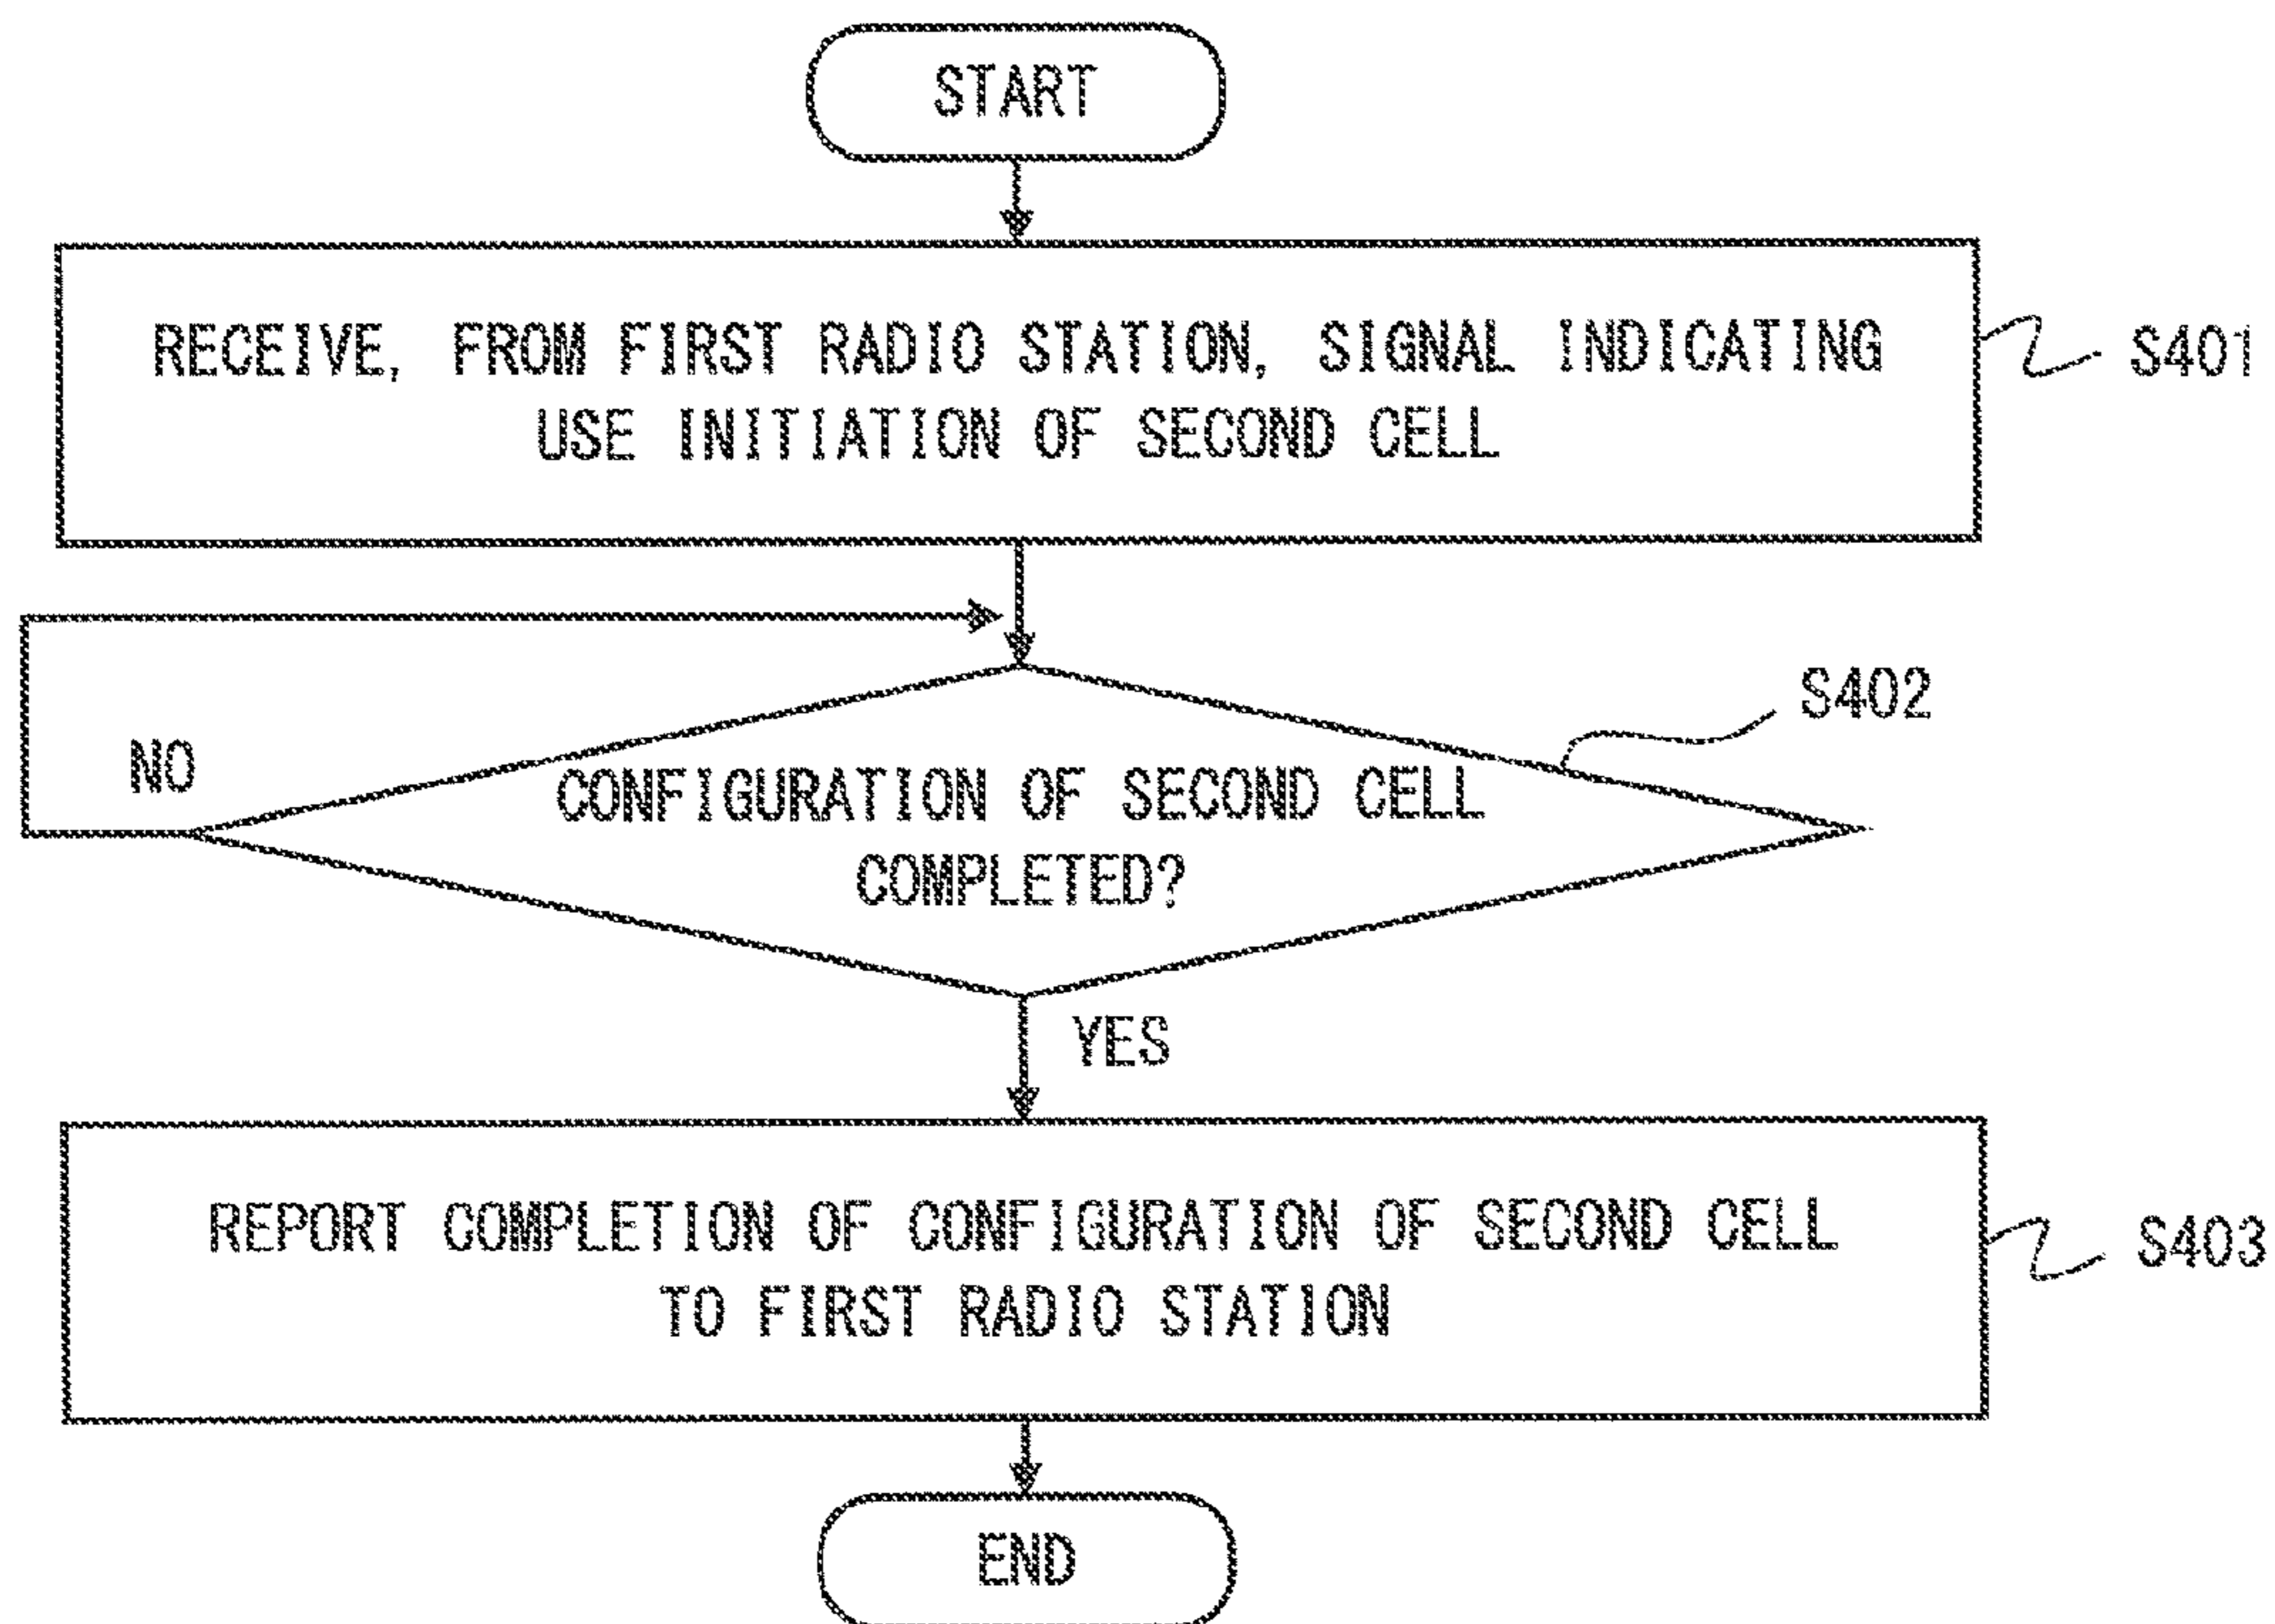 START
RECEIVE, FROM FIRST RADIO STATION, SIGNAL INDICATING
USE INITIATION OF SECOND CELL
S401
S402
NO
CONFIGURATION OF SECOND CELL
COMPLETED?
YES
REPORT COMPLETION OF CONFIGURATION OF SECOND CELL
TO FIRST RADIO STATION
S403
END